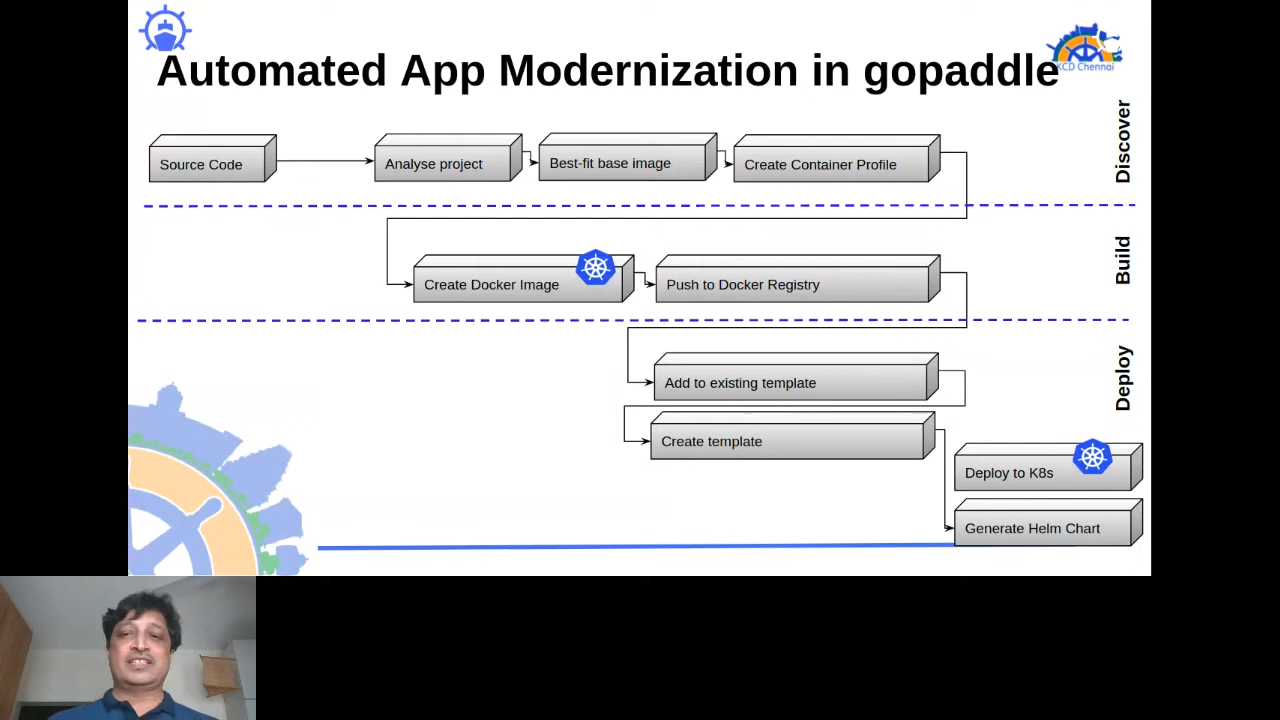 Automated App Modernization in gopaddle
KCD Chennai
Discover
Source Code
Analyse project
Best-fit base image
Create Container Profile
Build
Create Docker Image
Push to Docker Registry
Deploy
Add to existing template
Create template
Deploy to K8s
Generate Helm Chart